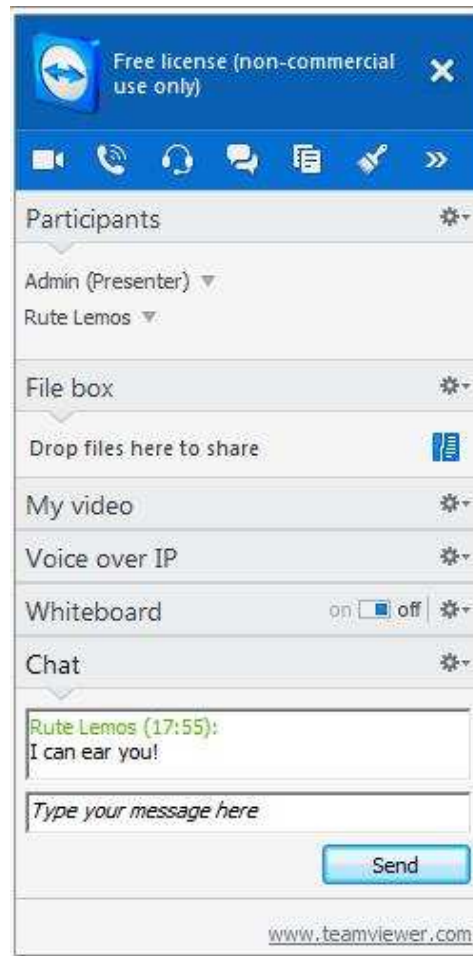 Free license (non-commercial
use only)
Participants
Admin (Presenter)
Rute Lemos
File box
Drop files here to share
My video
Voice over IP
Whiteboard on off
Chat
Rute Lemos (17:55):
I can ear you!
Type your message here
Send
www.teamviewer.com